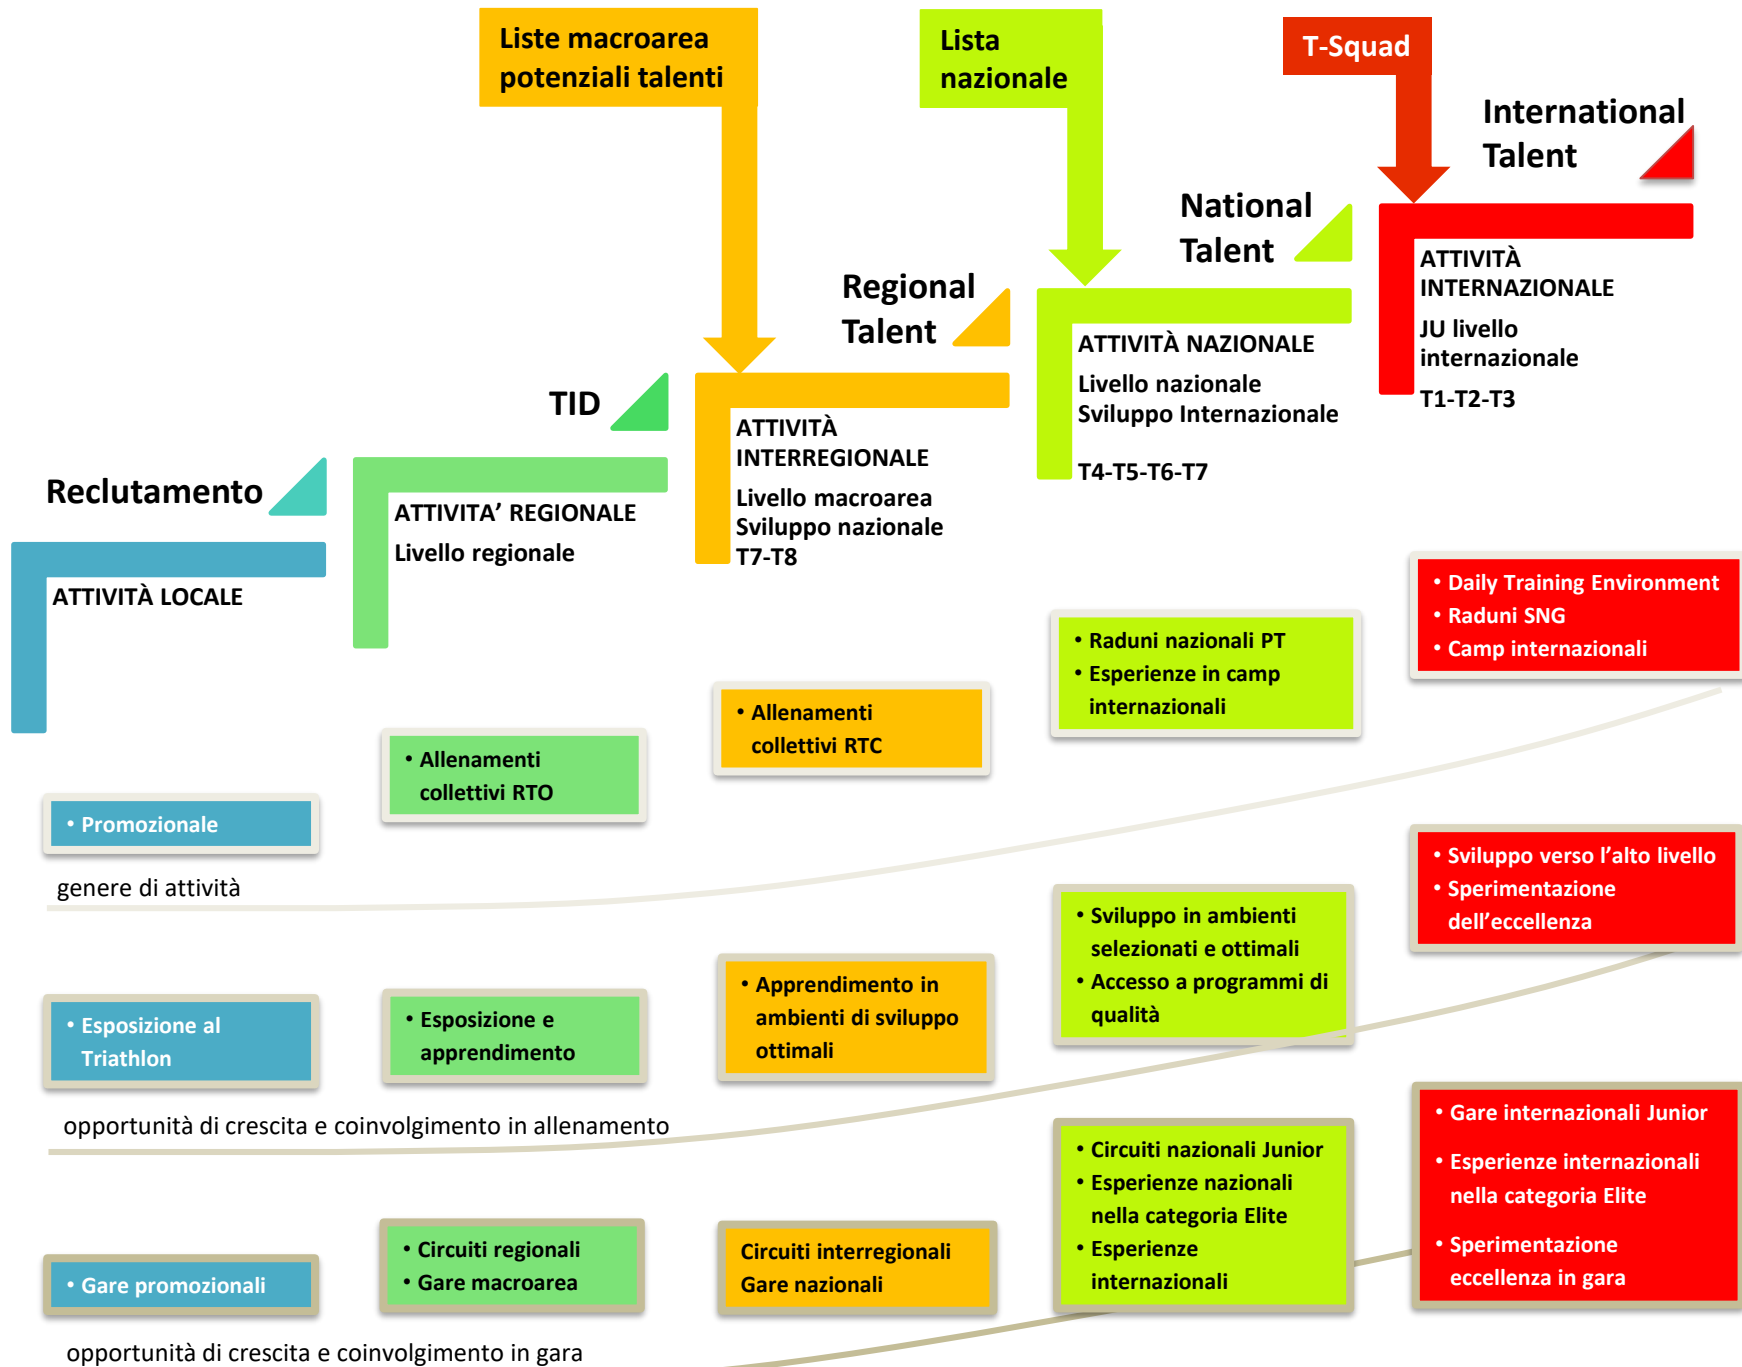 Liste macroarea
potenziali talenti
Lista
nazionale
T-Squad
International
Talent
National
Talent
Regional
Talent
TID
Reclutamento
ATTIVITÀ LOCALE
ATTIVITA’ REGIONALE
Livello regionale
ATTIVITÀ
INTERREGIONALE
Livello macroarea
Sviluppo nazionale
T7-T8
ATTIVITÀ NAZIONALE
Livello nazionale
Sviluppo Internazionale
T4-T5-T6-T7
ATTIVITÀ
INTERNAZIONALE
JU livello
internazionale
T1-T2-T3
• Promozionale
• Allenamenti
collettivi RTO
• Allenamenti
collettivi RTC
• Raduni nazionali PT
• Esperienze in camp
internazionali
• Daily Training Environment
• Raduni SNG
• Camp internazionali
genere di attività
• Esposizione al
Triathlon
• Esposizione e
apprendimento
• Apprendimento in
ambienti di sviluppo
ottimali
• Sviluppo in ambienti
selezionati e ottimali
• Accesso a programmi di
qualità
• Sviluppo verso l’alto livello
• Sperimentazione
dell’eccellenza
opportunità di crescita e coinvolgimento in allenamento
• Gare promozionali
• Circuiti regionali
• Gare macroarea
Circuiti interregionali
Gare nazionali
• Circuiti nazionali Junior
• Esperienze nazionali
nella categoria Elite
• Esperienze
internazionali
• Gare internazionali Junior
• Esperienze internazionali
nella categoria Elite
• Sperimentazione
eccellenza in gara
opportunità di crescita e coinvolgimento in gara